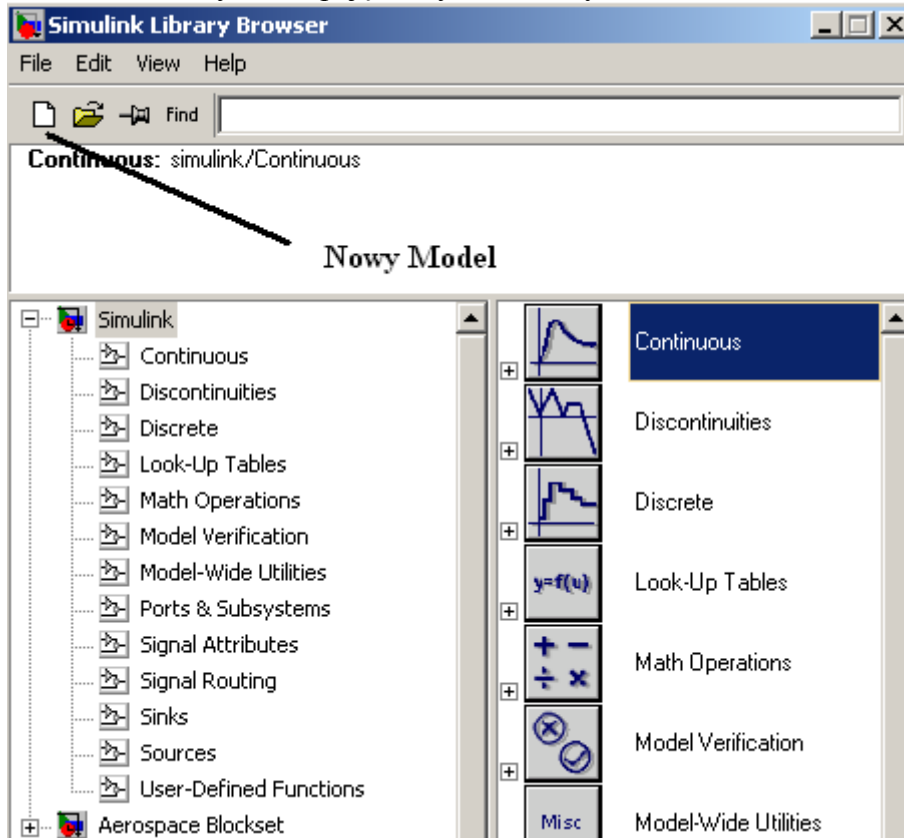 Simulink Library Browser
File Edit View Help
Find
Continuous: simulink/Continuous
Nowy Model
Simulink
Continuous
Discontinuities
Discrete
Look-Up Tables
Math Operations
Model Verification
Model-Wide Utilities
Ports & Subsystems
Signal Attributes
Signal Routing
Sinks
Sources
User-Defined Functions
Aerospace Blockset
Continuous
Discontinuities
Discrete
y=f(u) Look-Up Tables
Math Operations
Model Verification
Misc Model-Wide Utilities